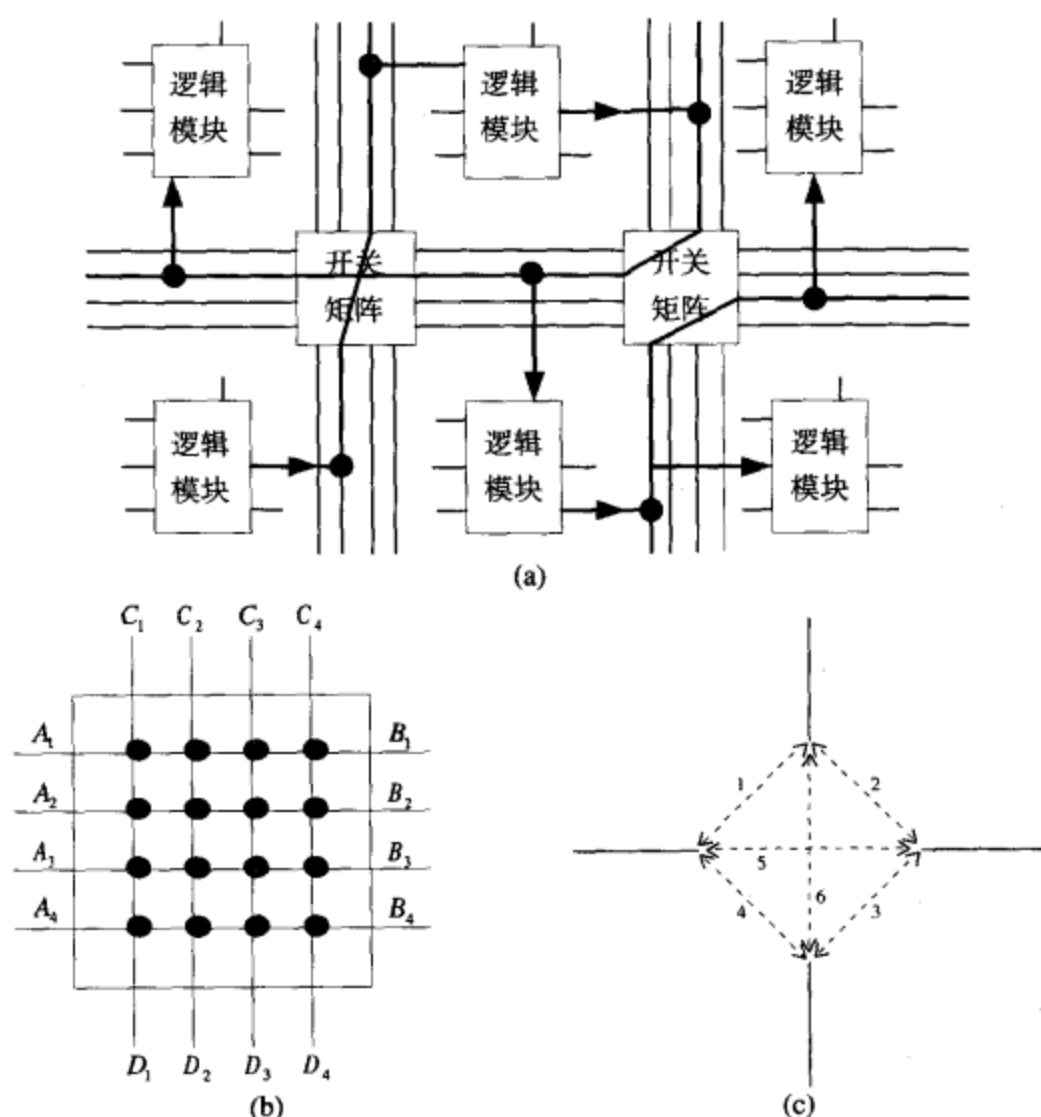 逻辑
模块
逻辑
模块
逻辑
模块
开关
矩阵
开关
矩阵
逻辑
模块
逻辑
模块
逻辑
模块
(a)
C₁ C₂ C₃ C₄
A₁ B₁
A₂ B₂
A₃ B₃
A₄ B₄
D₁ D₂ D₃ D₄
(b)
1 2
5
6
4 3
(c)